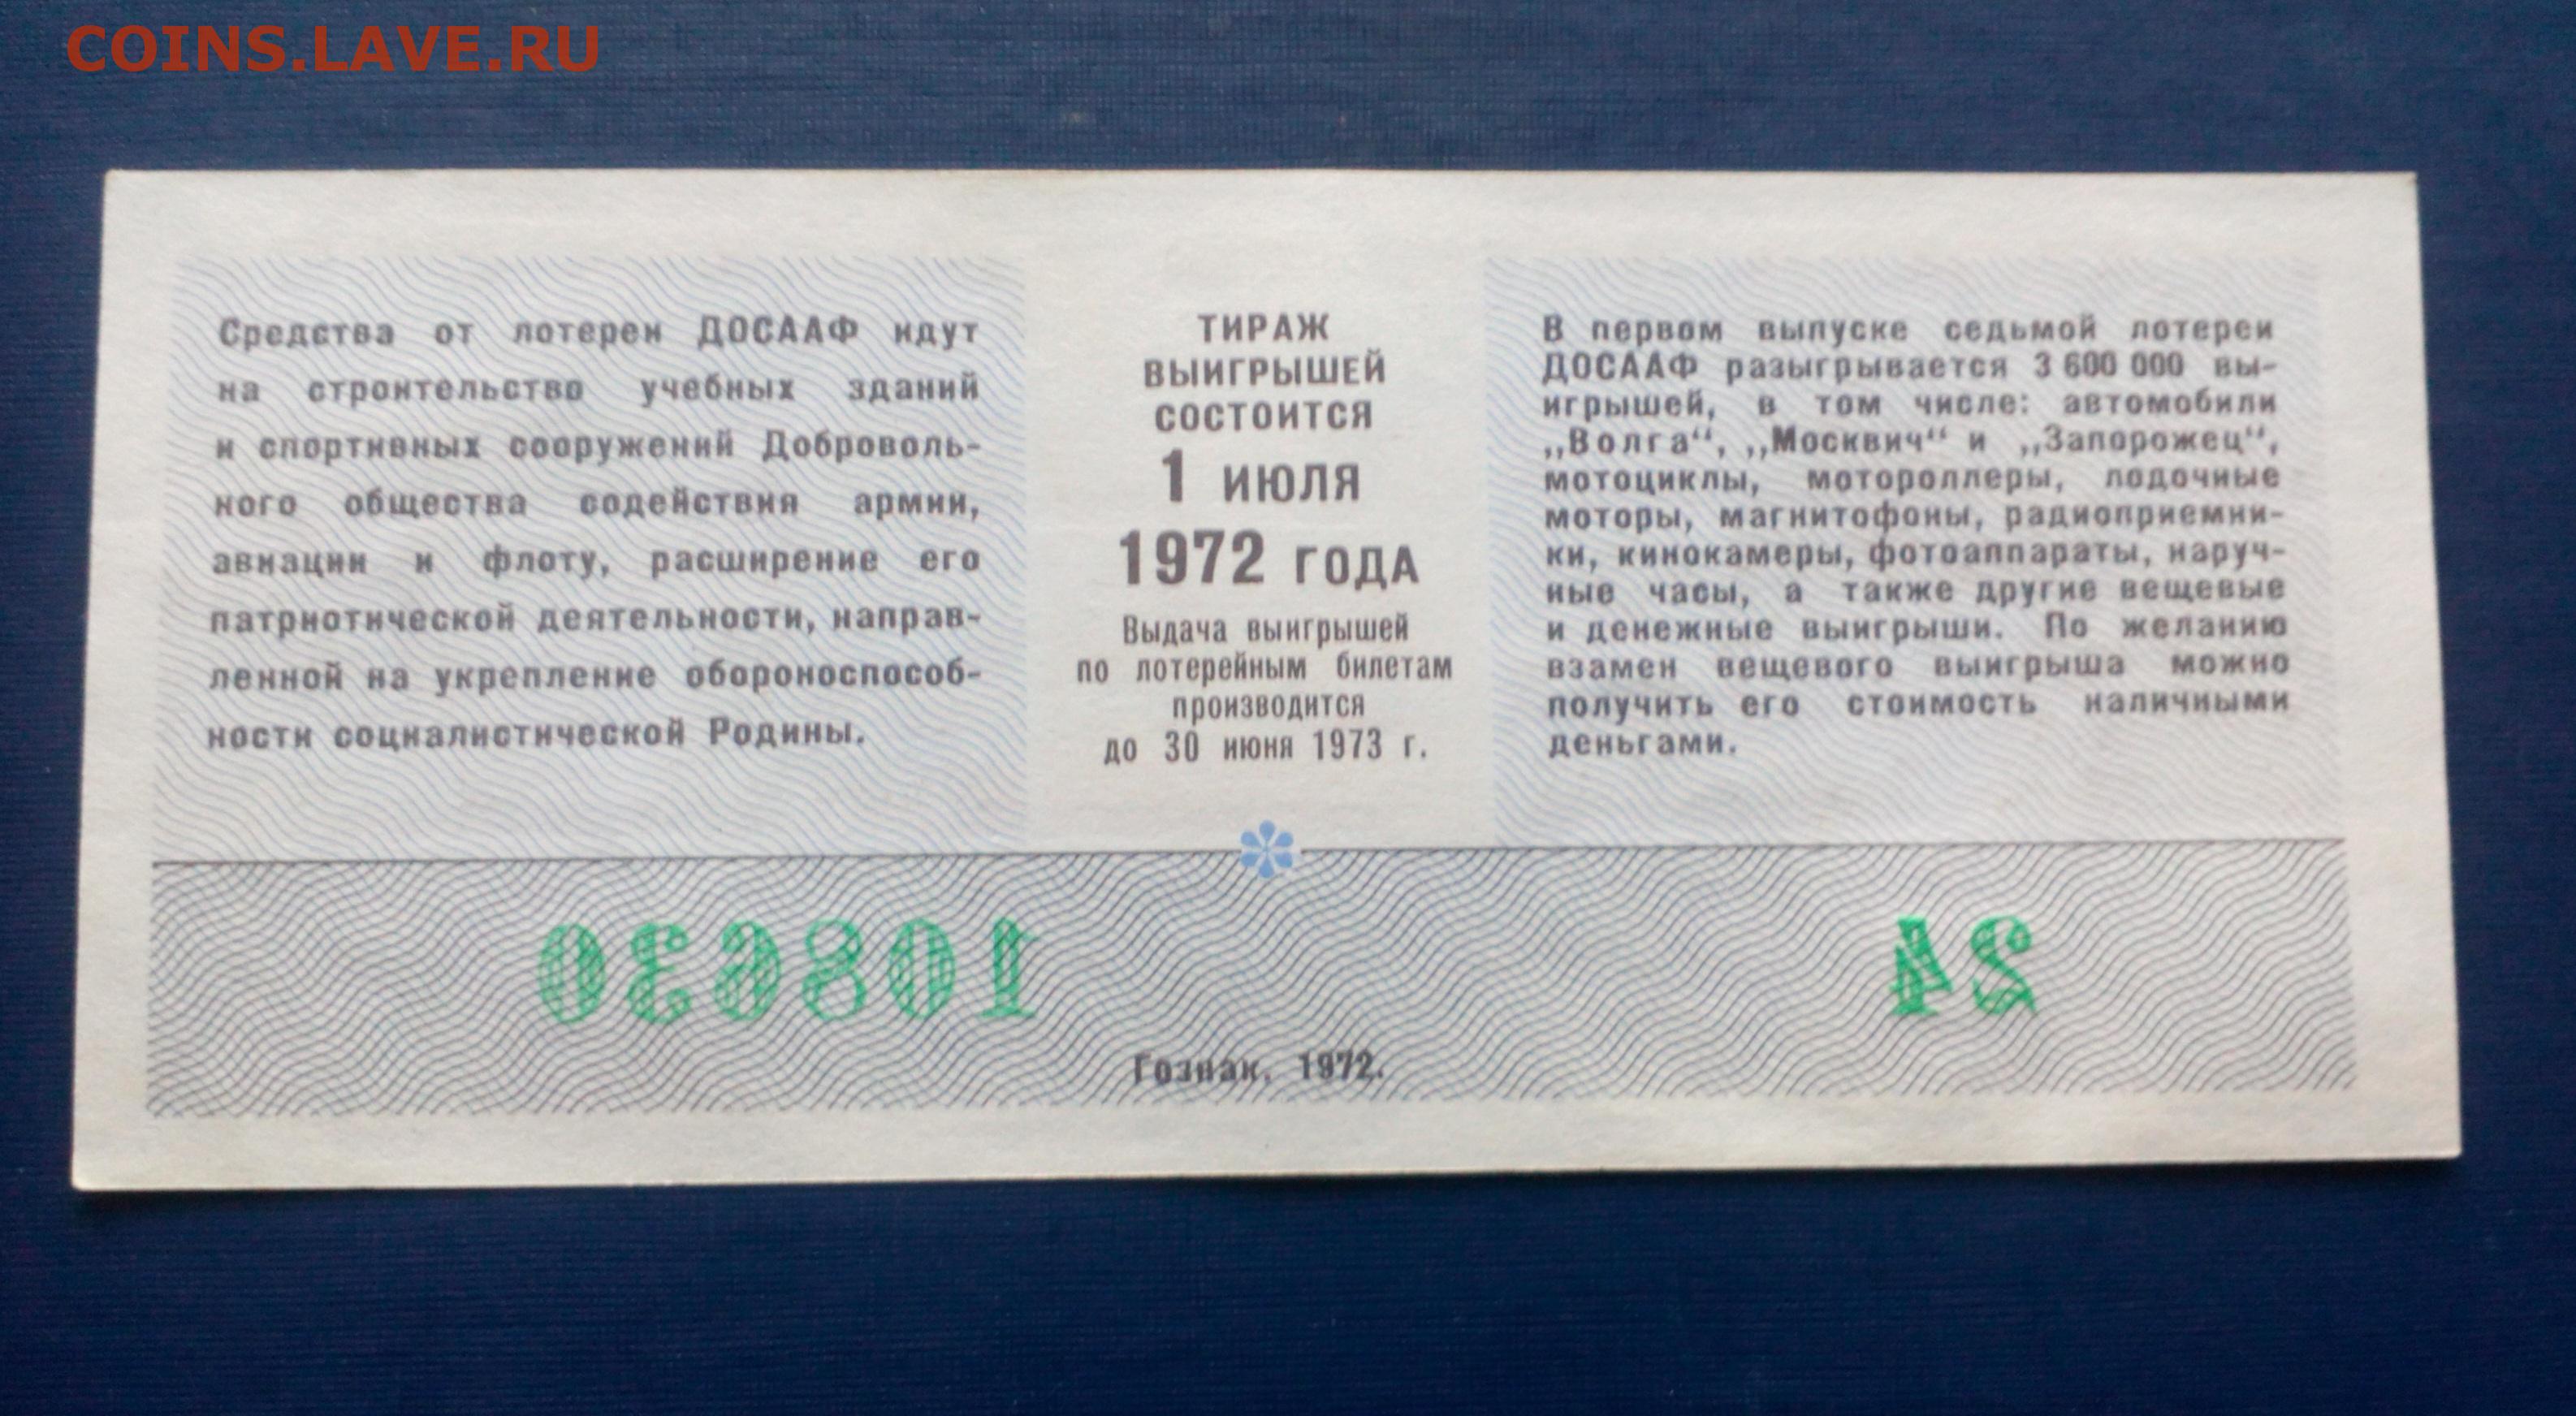 COINS.LAVE.RU
Средства от лотереи ДОСААФ идут
на строительство учебных зданий
и спортивных сооружений Доброволь-
ного общества содействия армии,
авиации и флоту, расширение его
патриотической деятельности, направ-
ленной на укрепление обороноспособ-
ности социалистической Родины.
ТИРАЖ
ВЫИГРЫШЕЙ
СОСТОИТСЯ
1 ИЮЛЯ
1972 ГОДА
Выдача выигрышей
по лотерейным билетам
производится
до 30 июня 1973 г.
В первом выпуске седьмой лотереи
ДОСААФ разыгрывается 3 600 000 вы-
игрышей, в том числе: автомобили
„Волга“, „Москвич“ и „Запорожец“,
мотоциклы, мотороллеры, лодочные
моторы, магнитофоны, радиоприемни-
ки, кинокамеры, фотоаппараты, наруч-
ные часы, а также другие вещевые
и денежные выигрыши. По желанию
взамен вещевого выигрыша можно
получить его стоимость наличными
деньгами.
108630
24
Гознак. 1972.